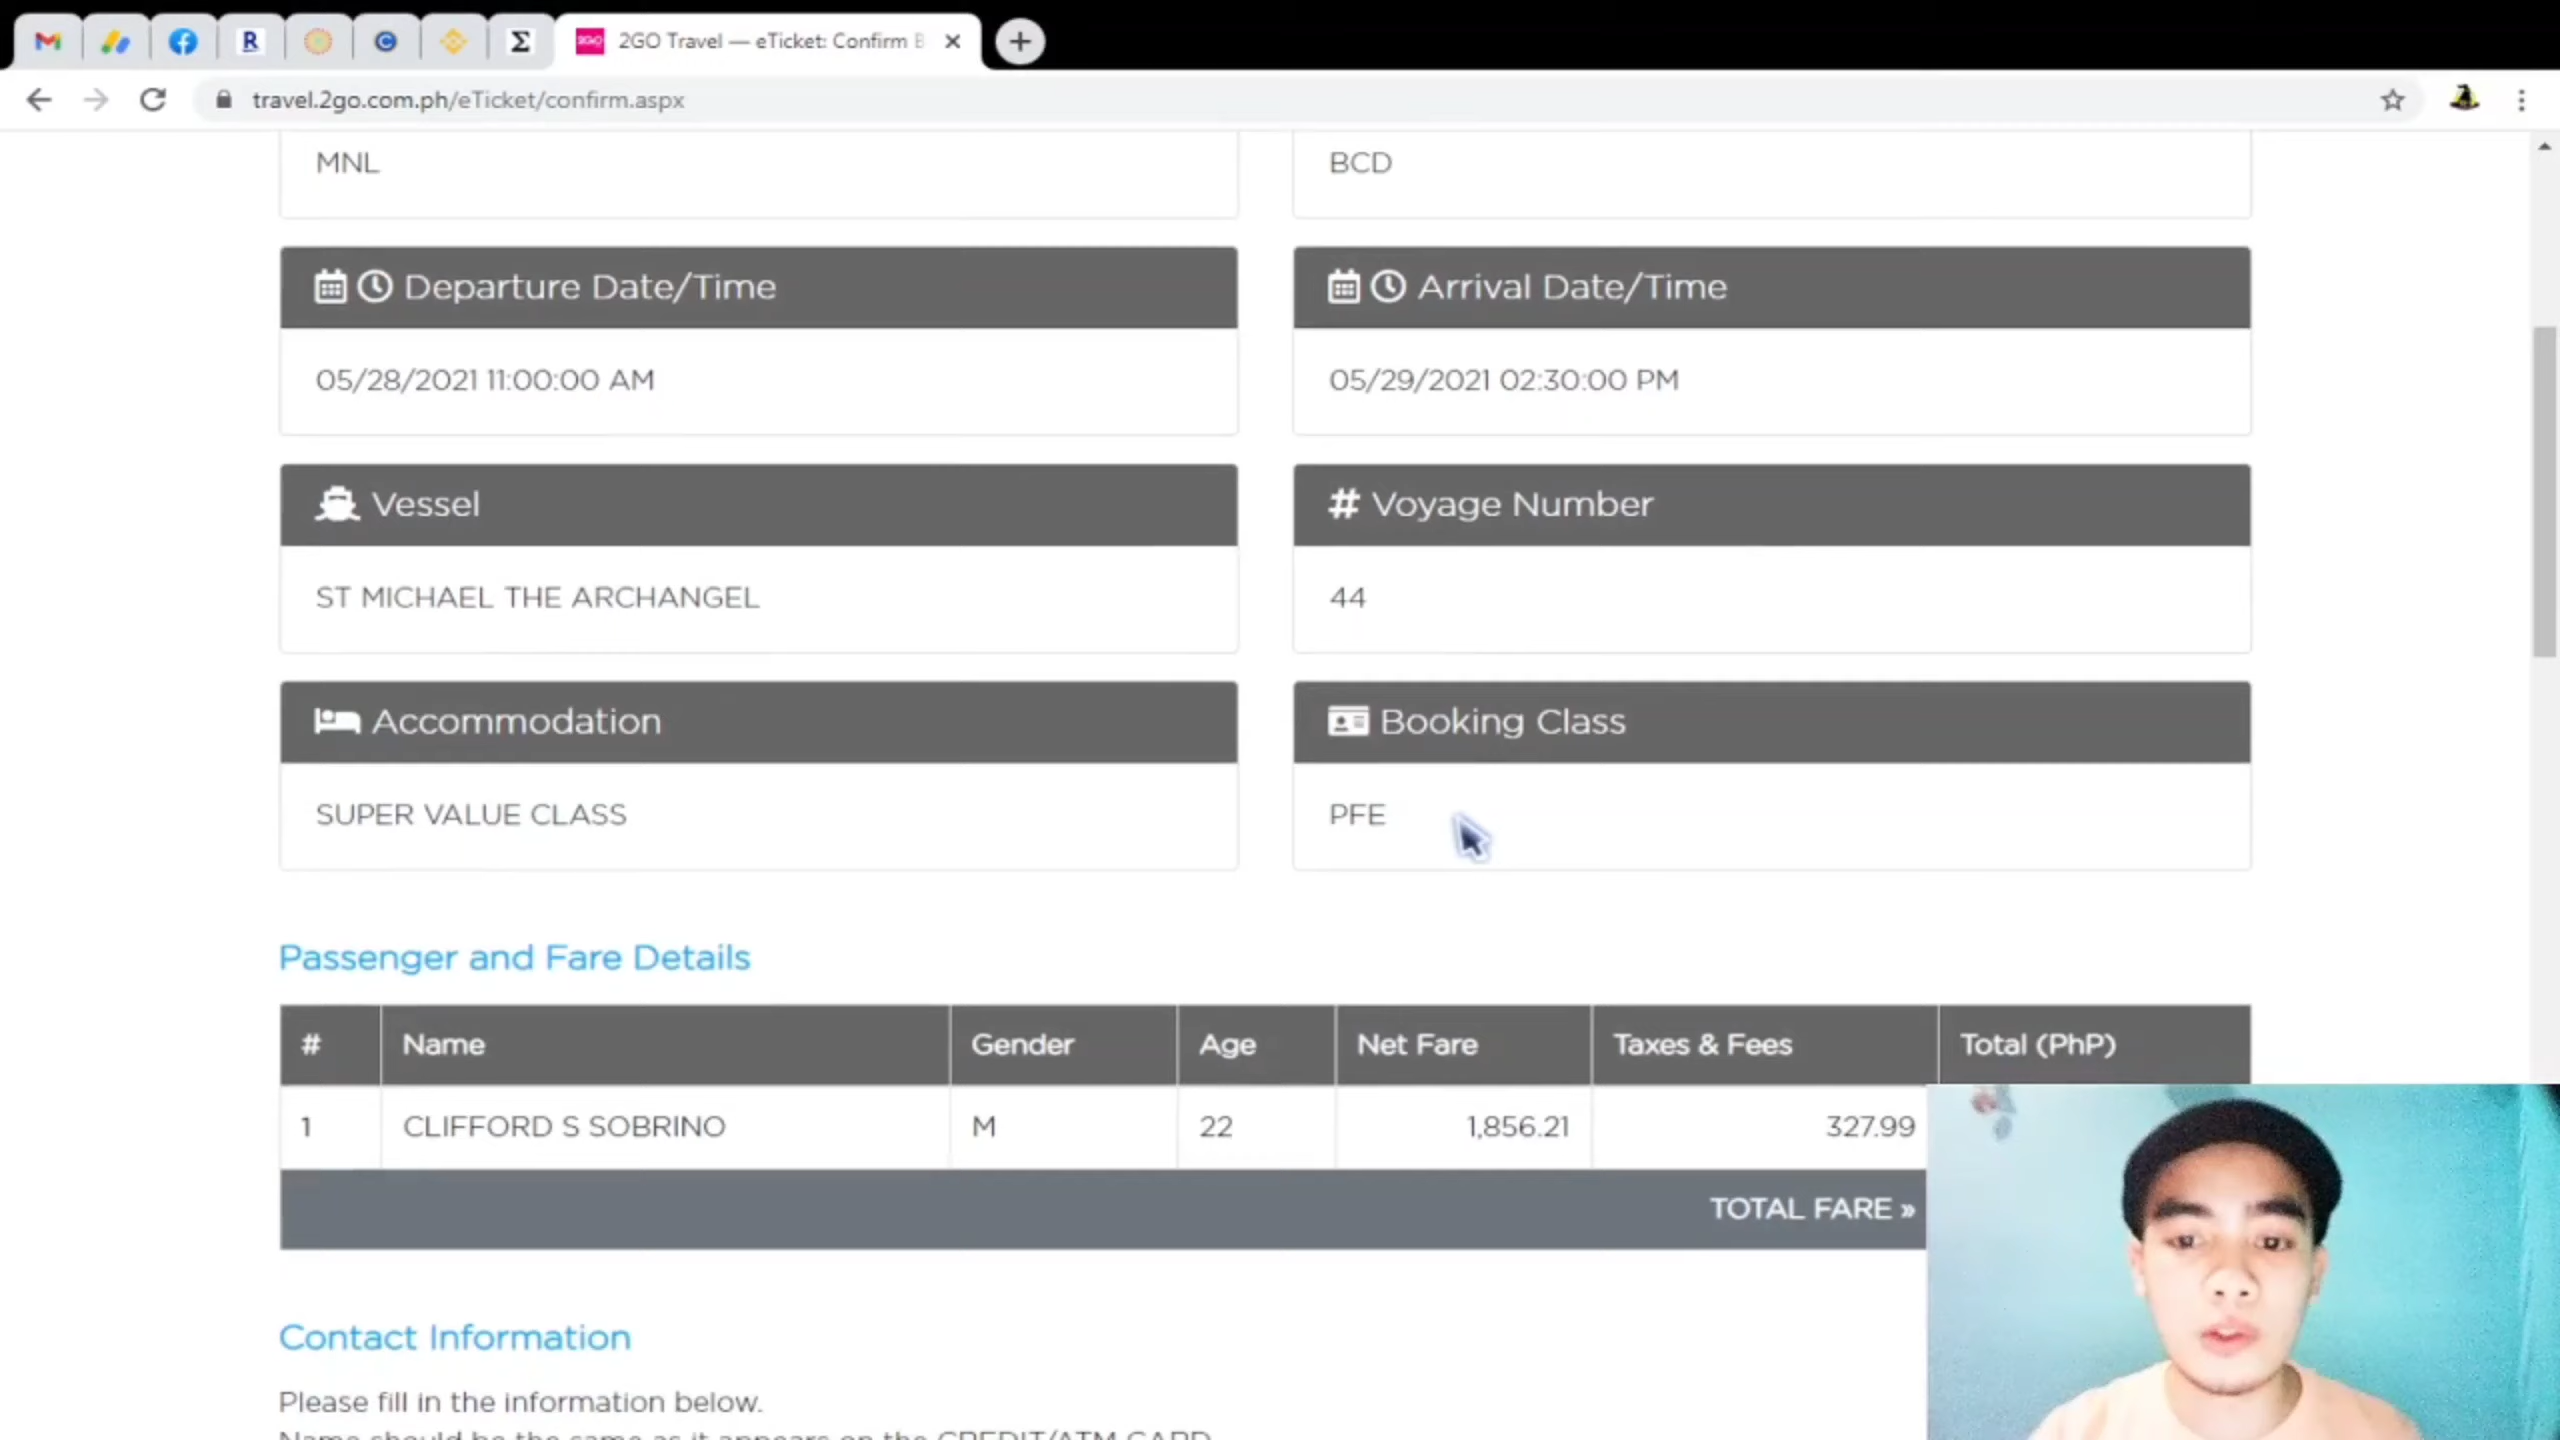 2GO Travel — eTicket: Confirm B
travel.2go.com.ph/eTicket/confirm.aspx
MNL
BCD
Departure Date/Time
Arrival Date/Time
05/28/2021 11:00:00 AM
05/29/2021 02:30:00 PM
Vessel
# Voyage Number
ST MICHAEL THE ARCHANGEL
44
Accommodation
Booking Class
SUPER VALUE CLASS
PFE
Passenger and Fare Details
# Name Gender Age Net Fare Taxes & Fees Total (PhP)
1 CLIFFORD S SOBRINO M 22 1,856.21 327.99
TOTAL FARE »
Contact Information
Please fill in the information below.
Name should be the same as it appears on the CREDIT/ATM CARD